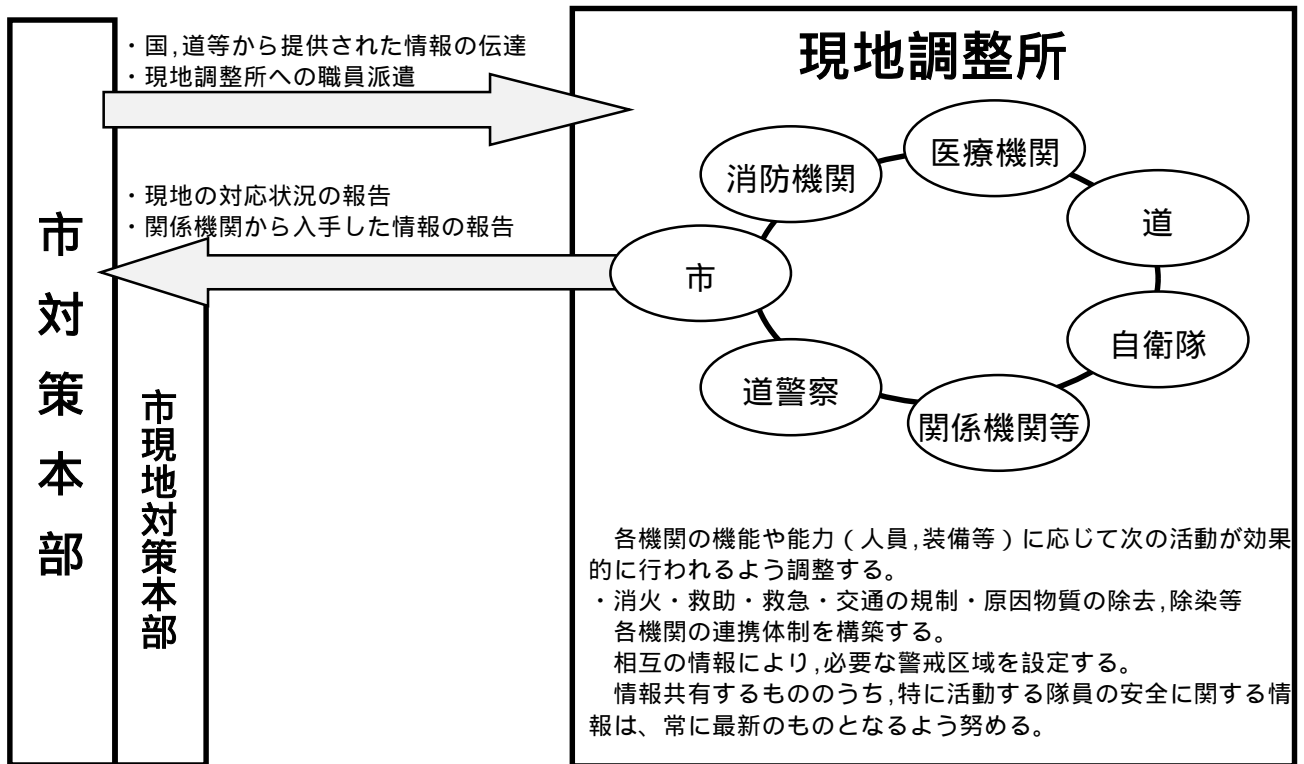 市対策本部
市現地対策本部
・国,道等から提供された情報の伝達
・現地調整所への職員派遣
・現地の対応状況の報告
・関係機関から入手した情報の報告
現地調整所
医療機関
消防機関
道
市
自衛隊
道警察
関係機関等
各機関の機能や能力(人員,装備等)に応じて次の活動が効果
的に行われるよう調整する。
・消火・救助・救急・交通の規制・原因物質の除去,除染等
各機関の連携体制を構築する。
相互の情報により,必要な警戒区域を設定する。
情報共有するもののうち,特に活動する隊員の安全に関する情
報は、常に最新のものとなるよう努める。